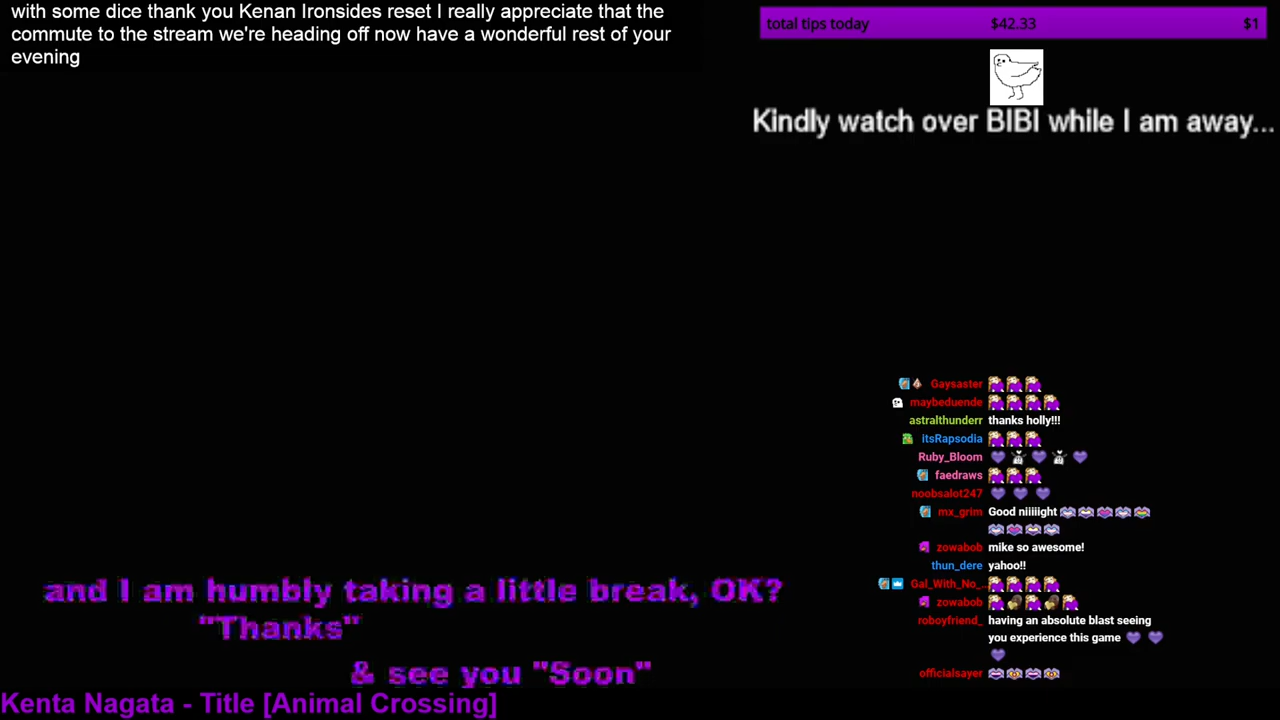 with some dice thank you Kenan Ironsides reset I really appreciate that the
commute to the stream we're heading off now have a wonderful rest of your
evening
total tips today $42.33 $1
Kindly watch over BIBI while I am away...
Gaysaster
maybeduende
astralthunderr thanks holly!!!
itsRapsodia
Ruby_Bloom
faedraws
noobsalot247
mx_grim Good niiiiight
zowabob mike so awesome!
thun_dere yahoo!!
Gal_With_No_...
zowabob
roboyfriend_ having an absolute blast seeing
you experience this game
officialsayer
and I am humbly taking a little break, OK?
"Thanks"
& see you "Soon"
Kenta Nagata - Title [Animal Crossing]